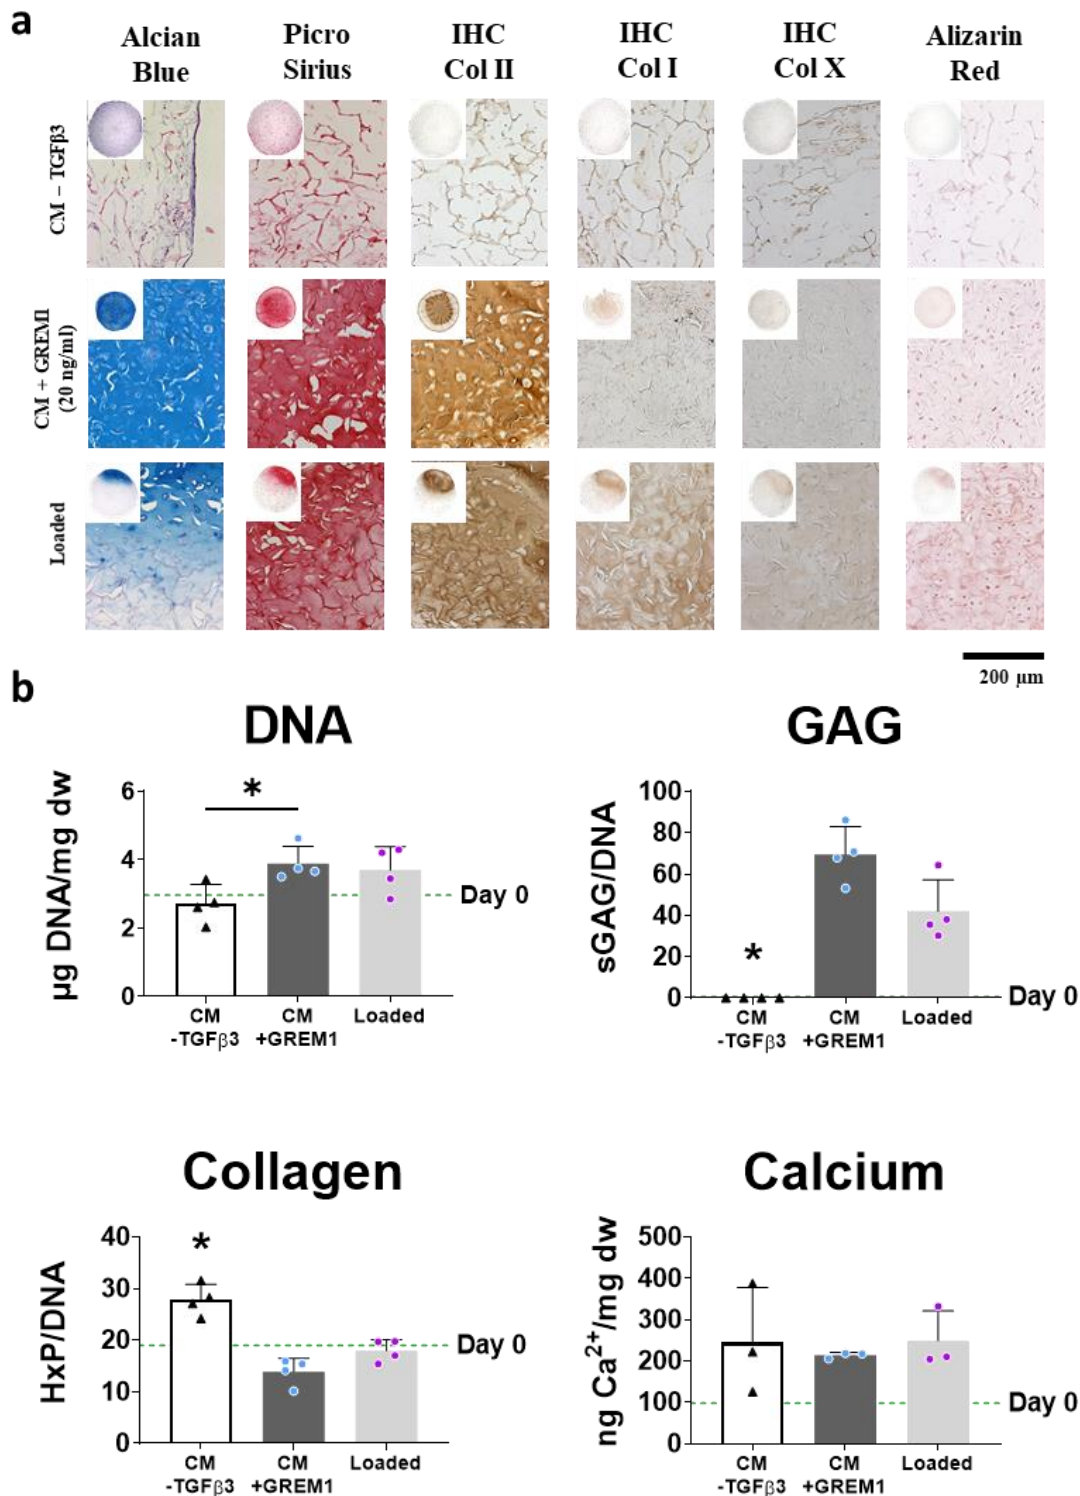 a
Alcian
Blue
Picro
Sirius
IHC
Col II
IHC
Col I
IHC
Col X
Alizarin
Red
CM – TGFβ3
CM + GREM1
(20 ng/ml)
Loaded
200 µm
b
DNA
µg DNA/mg dw
6
4
2
0
*
Day 0
CM
-TGFβ3
CM
+GREM1
Loaded
GAG
sGAG/DNA
100
80
60
40
20
0
*
Day 0
CM
-TGFβ3
CM
+GREM1
Loaded
Collagen
HxP/DNA
40
30
20
10
0
*
Day 0
CM
-TGFβ3
CM
+GREM1
Loaded
Calcium
ng Ca²⁺/mg dw
500
400
300
200
100
0
Day 0
CM
-TGFβ3
CM
+GREM1
Loaded